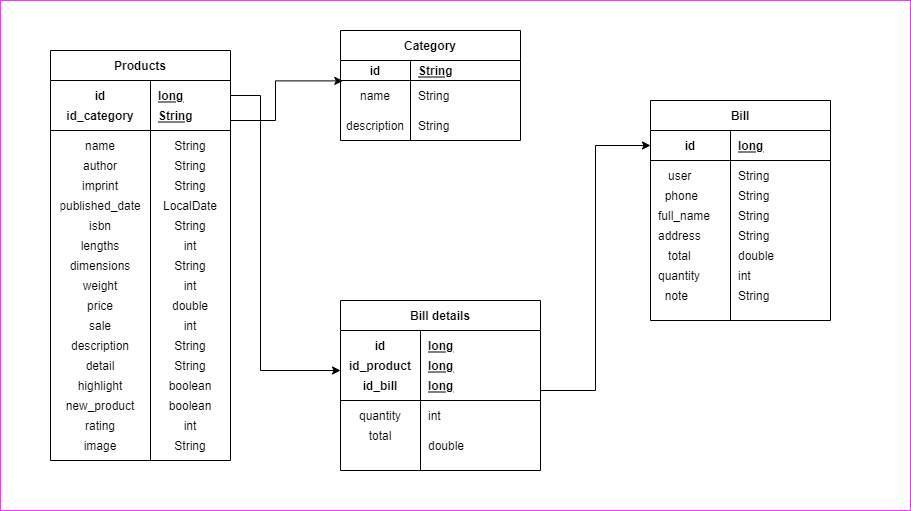 Products
id long
id_category String
name String
author String
imprint String
published_date LocalDate
isbn String
lengths int
dimensions String
weight int
price double
sale int
description String
detail String
highlight boolean
new_product boolean
rating int
image String
Category
id String
name String
description String
Bill details
id long
id_product long
id_bill long
quantity int
total
double
Bill
id long
user String
phone String
full_name String
address String
total double
quantity int
note String